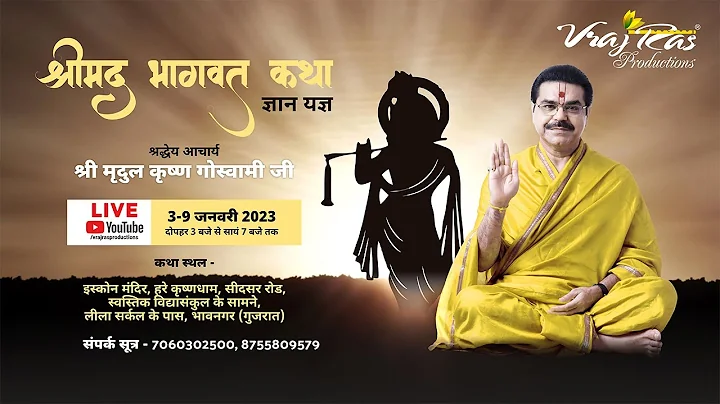 Vraj Ras®
Productions
श्रीमद भागवत कथा
ज्ञान यज्ञ
श्रद्धेय आचार्य
श्री मृदुल कृष्ण गोस्वामी जी
LIVE
YouTube
/vrajrasproductions
3-9 जनवरी 2023
दोपहर 3 बजे से सायं 7 बजे तक
कथा स्थल -
इस्कोन मंदिर, हरे कृष्णधाम, सीदसर रोड,
स्वस्तिक विद्यासंकुल के सामने,
लीला सर्कल के पास, भावनगर (गुजरात)
संपर्क सूत्र - 7060302500, 8755809579